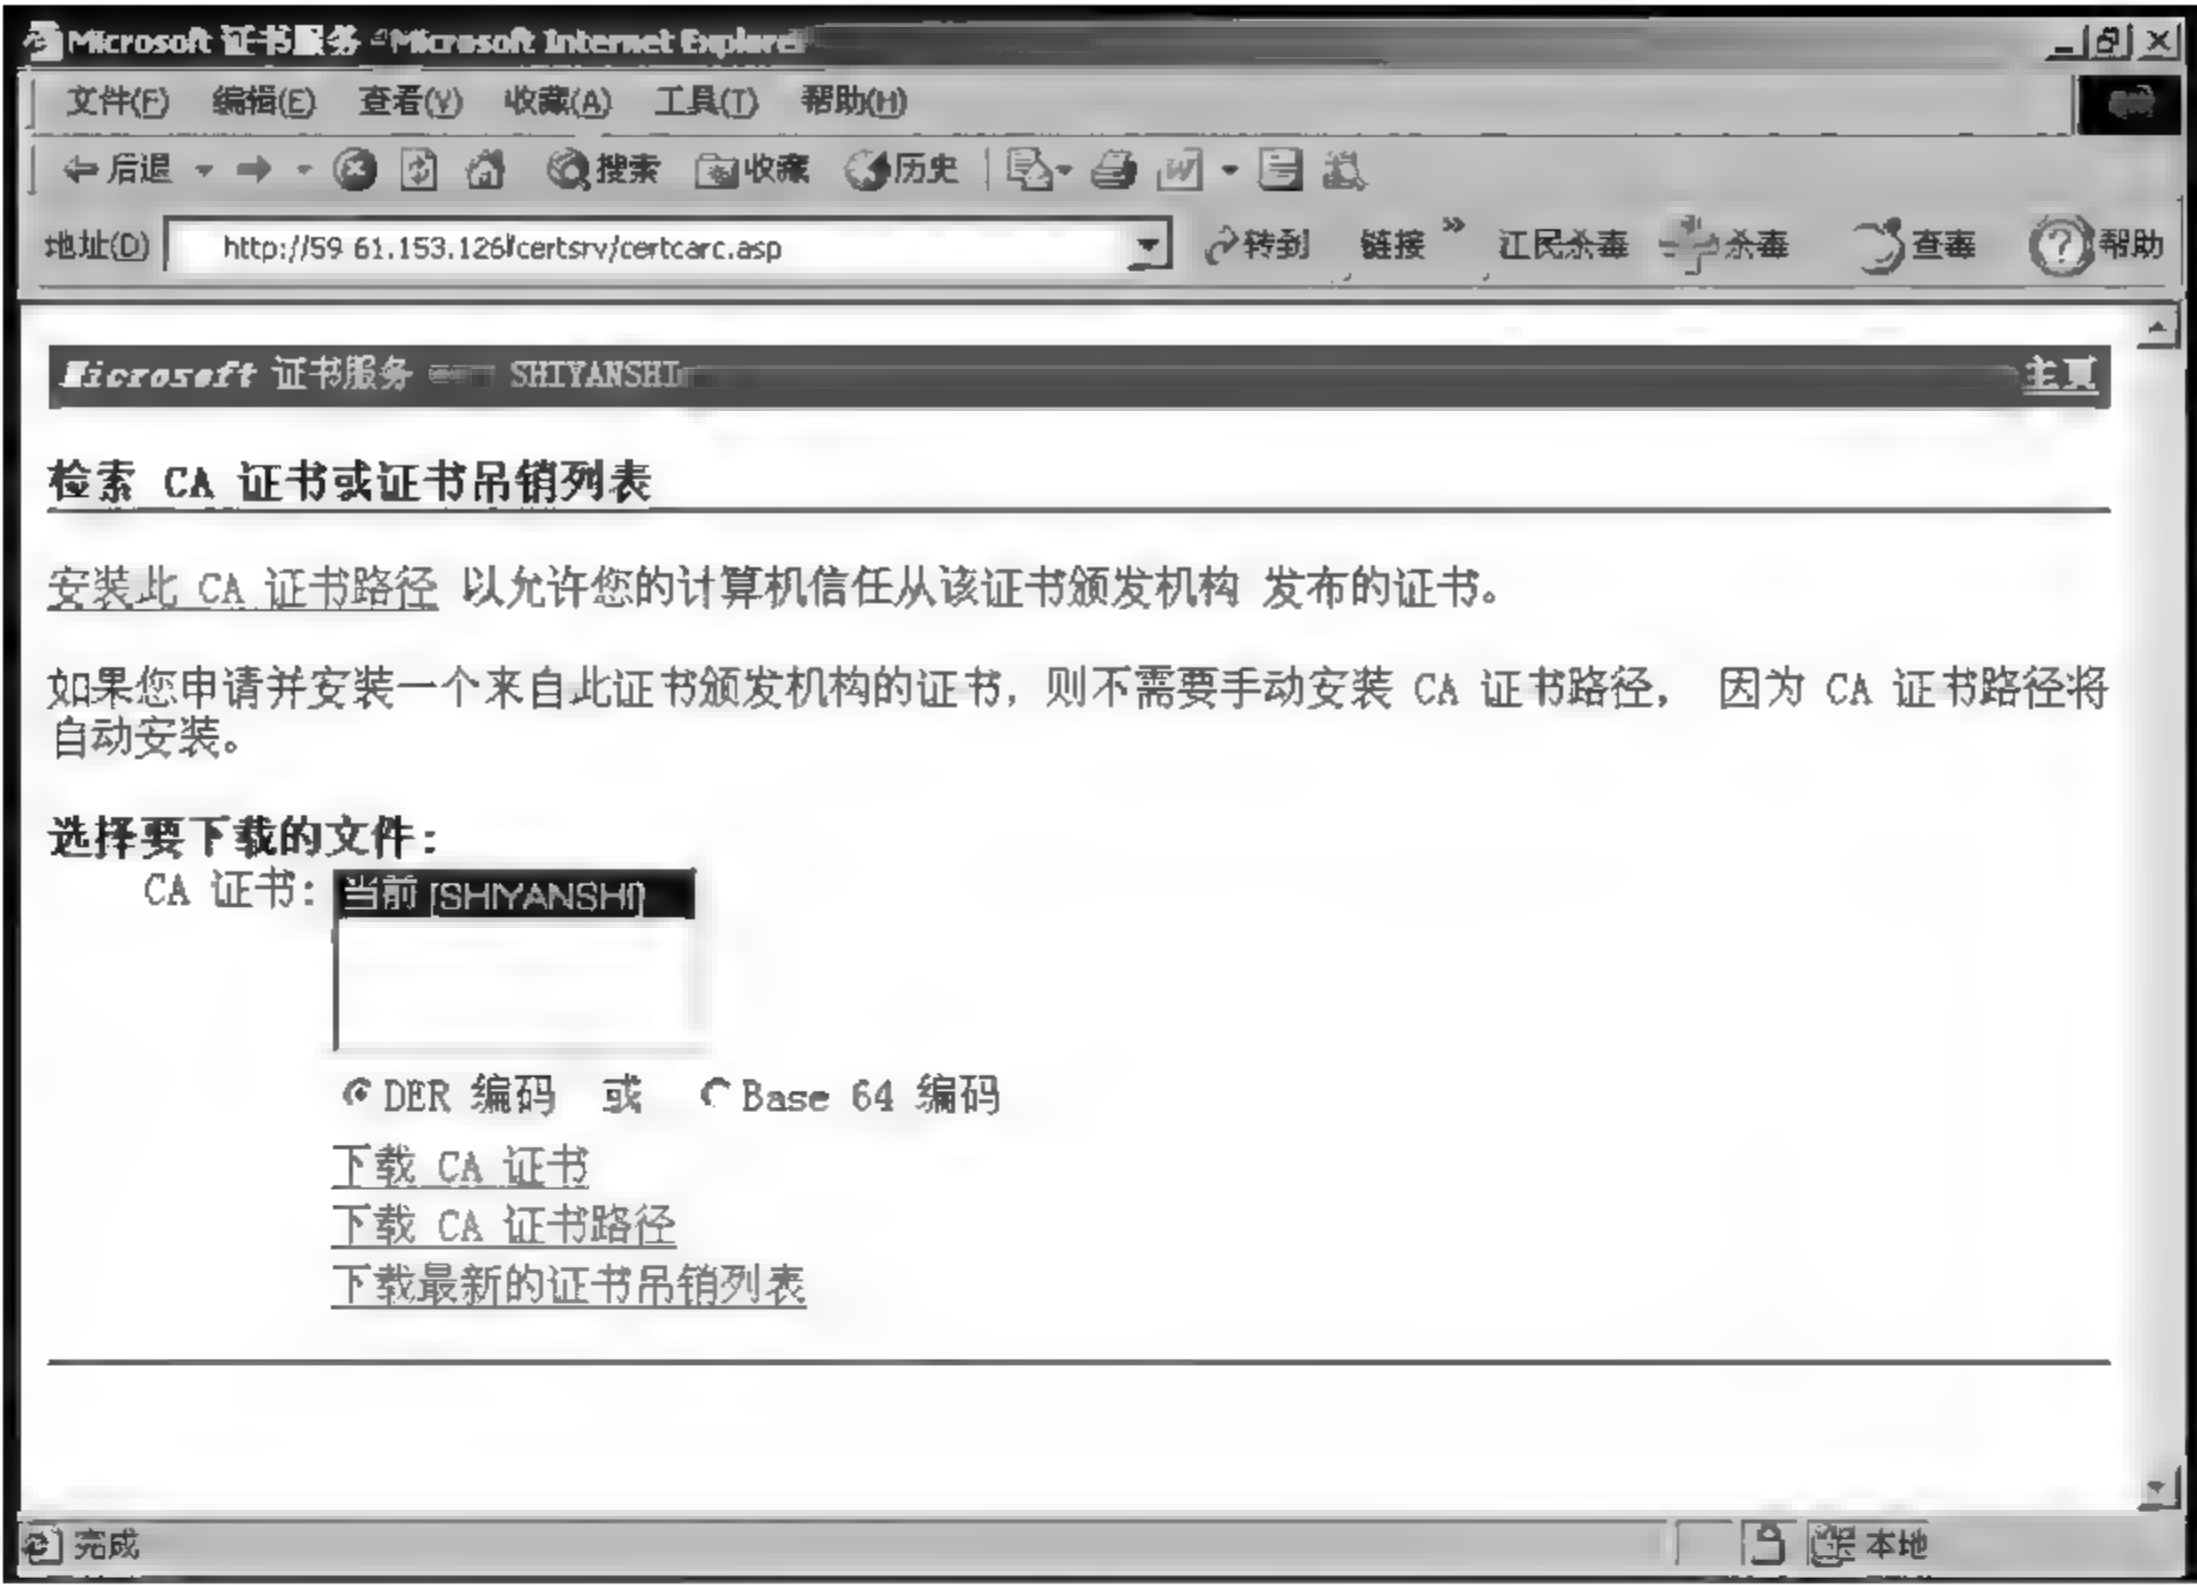 Microsoft 证书服务 - Microsoft Internet Explorer
文件(F) 编辑(E) 查看(V) 收藏(A) 工具(T) 帮助(H)
后退 搜索 收藏 历史
地址(D) http://59.61.153.126/certsrv/certcarc.asp 转到 链接 » 江民杀毒 杀毒 查毒 帮助
Microsoft 证书服务 -- SHIYANSHI 主页
检索 CA 证书或证书吊销列表
安装此 CA 证书路径 以允许您的计算机信任从该证书颁发机构 发布的证书。
如果您申请并安装一个来自此证书颁发机构的证书，则不需要手动安装 CA 证书路径， 因为 CA 证书路径将
自动安装。
选择要下载的文件:
CA 证书: 当前 [SHIYANSHI]
DER 编码 或 Base 64 编码
下载 CA 证书
下载 CA 证书路径
下载最新的证书吊销列表
完成 本地